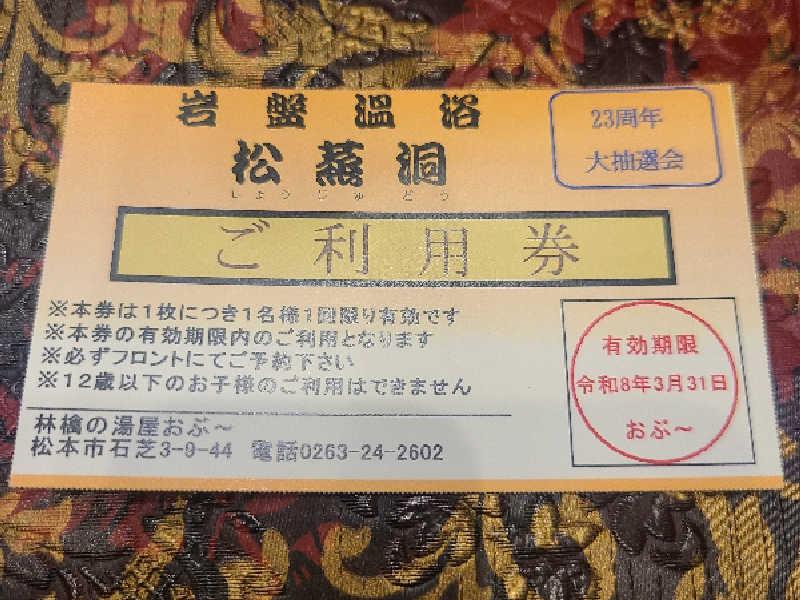 岩盤温浴
松蒸洞
しょうじゅどう
23周年
大抽選会
ご利用券
※本券は1枚につき1名様1回限り有効です
※本券の有効期限内のご利用となります
※必ずフロントにてご予約下さい
※12歳以下のお子様のご利用はできません
林檎の湯屋おぶ～
松本市石芝3-9-44 電話0263-24-2602
有効期限
令和8年3月31日
おぶ～